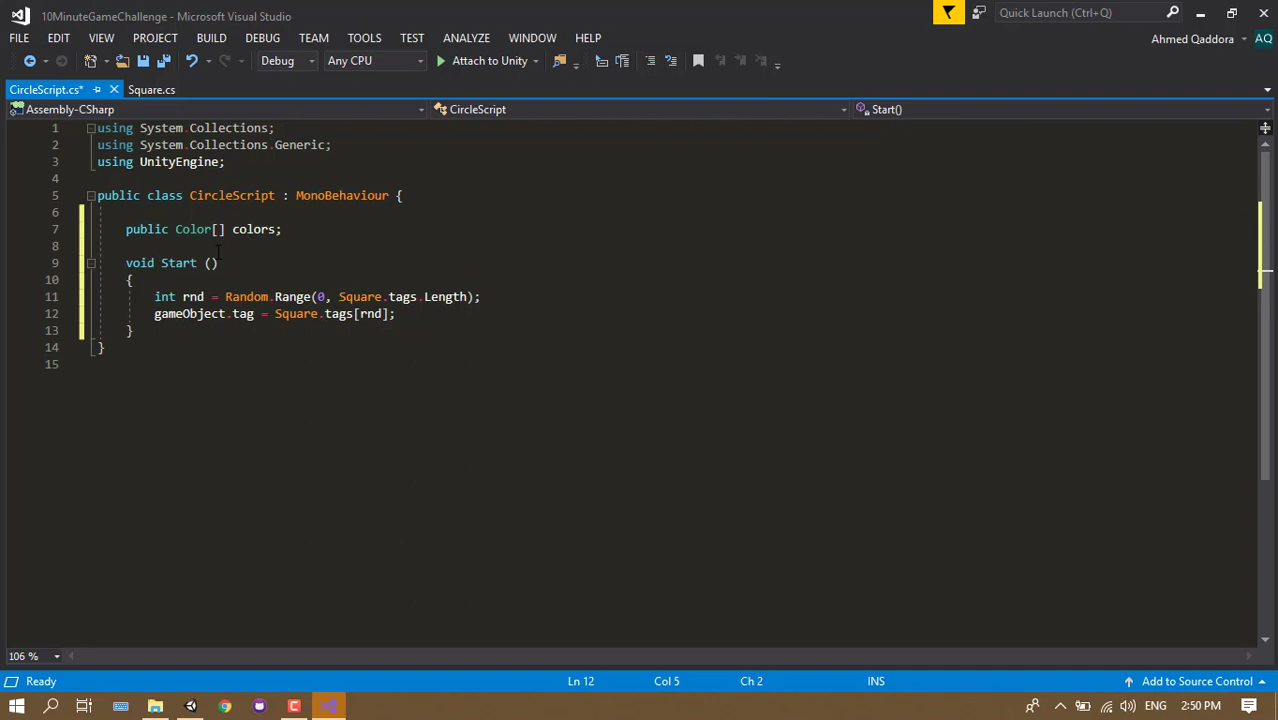 10MinuteGameChallenge - Microsoft Visual Studio
Quick Launch (Ctrl+Q)
FILE EDIT VIEW PROJECT BUILD DEBUG TEAM TOOLS TEST ANALYZE WINDOW HELP
Ahmed Qaddora AQ
Debug Any CPU Attach to Unity
CircleScript.cs* Square.cs
Assembly-CSharp CircleScript Start()
1 using System.Collections;
2 using System.Collections.Generic;
3 using UnityEngine;
4
5 public class CircleScript : MonoBehaviour {
6
7 public Color[] colors;
8
9 void Start ()
10 {
11 int rnd = Random.Range(0, Square.tags.Length);
12 gameObject.tag = Square.tags[rnd];
13 }
14 }
15
106 %
Ready Ln 12 Col 5 Ch 2 INS Add to Source Control
ENG 2:50 PM